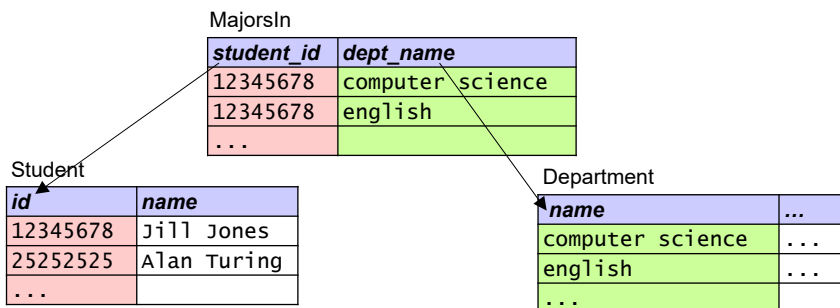 MajorsIn
student_id dept_name
12345678 computer science
12345678 english
...
Student
id name
12345678 Jill Jones
25252525 Alan Turing
...
Department
name ...
computer science ...
english ...
...